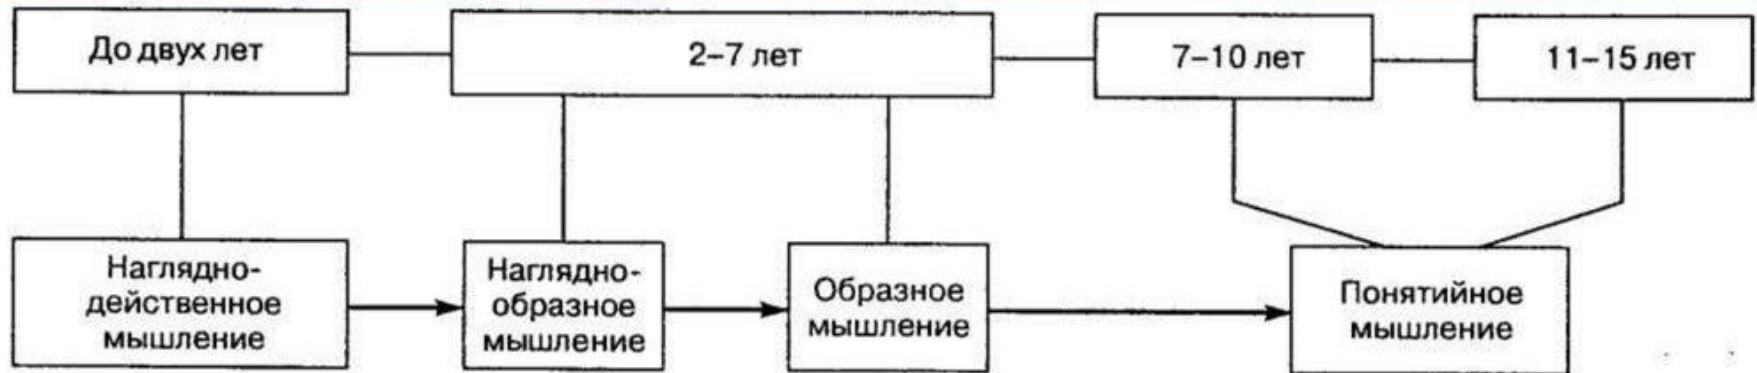 До двух лет
2–7 лет
7–10 лет
11–15 лет
Наглядно-
действенное
мышление
Наглядно-
образное
мышление
Образное
мышление
Понятийное
мышление